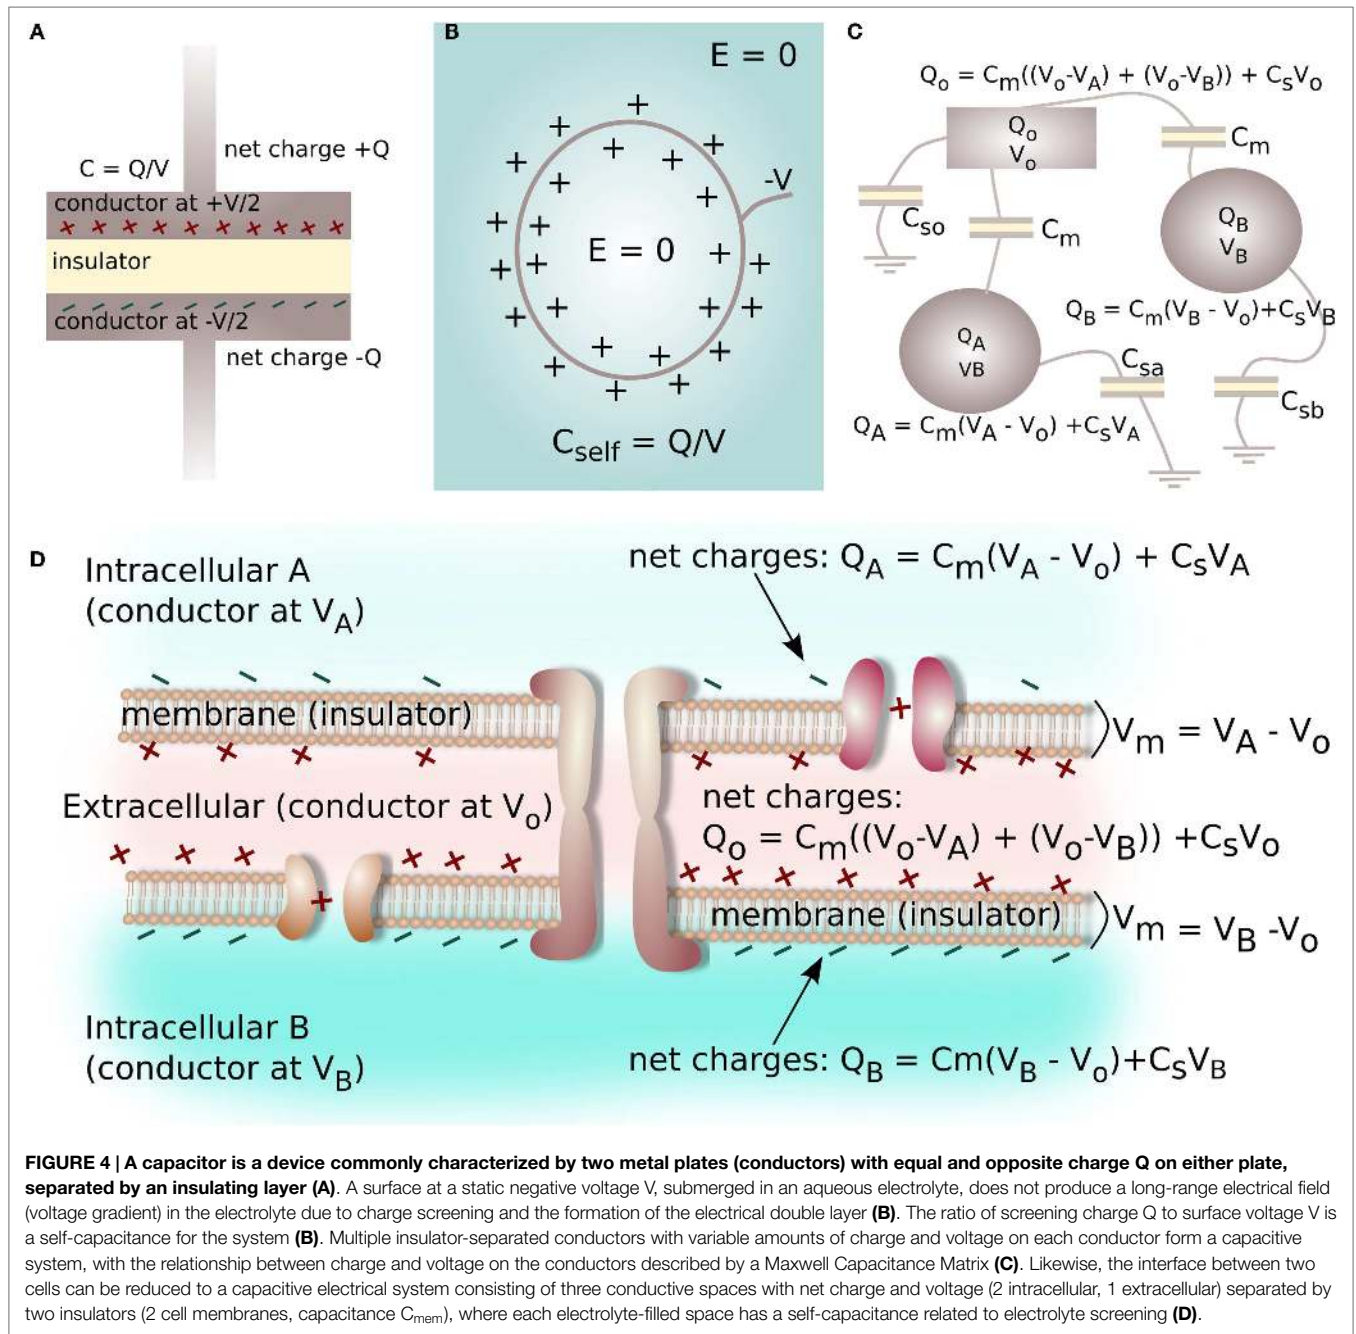 A
net charge +Q
C = Q/V
conductor at +V/2
insulator
conductor at -V/2
net charge -Q
B
E = 0
-V
E = 0
C_self = Q/V
C
Q_o = C_m((V_o-V_A) + (V_o-V_B)) + C_sV_o
Q_o
V_o
C_m
C_so
C_m
Q_B
V_B
Q_B = C_m(V_B - V_o)+C_sV_B
Q_A
VB
C_sa
C_sb
Q_A = C_m(V_A - V_o) +C_sV_A
D
Intracellular A
(conductor at V_A)
net charges: Q_A = C_m(V_A - V_o) + C_sV_A
membrane (insulator)
V_m = V_A - V_o
Extracellular (conductor at V_o)
net charges:
Q_o = C_m((V_o-V_A) + (V_o-V_B)) +C_sV_o
membrane (insulator)
V_m = V_B -V_o
Intracellular B
(conductor at V_B)
net charges: Q_B = Cm(V_B - V_o)+C_sV_B
FIGURE 4 | A capacitor is a device commonly characterized by two metal plates (conductors) with equal and opposite charge Q on either plate,
separated by an insulating layer (A). A surface at a static negative voltage V, submerged in an aqueous electrolyte, does not produce a long-range electrical field
(voltage gradient) in the electrolyte due to charge screening and the formation of the electrical double layer (B). The ratio of screening charge Q to surface voltage V is
a self-capacitance for the system (B). Multiple insulator-separated conductors with variable amounts of charge and voltage on each conductor form a capacitive
system, with the relationship between charge and voltage on the conductors described by a Maxwell Capacitance Matrix (C). Likewise, the interface between two
cells can be reduced to a capacitive electrical system consisting of three conductive spaces with net charge and voltage (2 intracellular, 1 extracellular) separated by
two insulators (2 cell membranes, capacitance C_mem), where each electrolyte-filled space has a self-capacitance related to electrolyte screening (D).